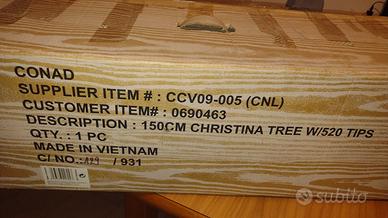 CONAD
SUPPLIER ITEM # : CCV09-005 (CNL)
CUSTOMER ITEM# : 0690463
DESCRIPTION : 150CM CHRISTINA TREE W/520 TIPS
QTY. : 1 PC
MADE IN VIETNAM
C/ NO.: 129 / 931
subito